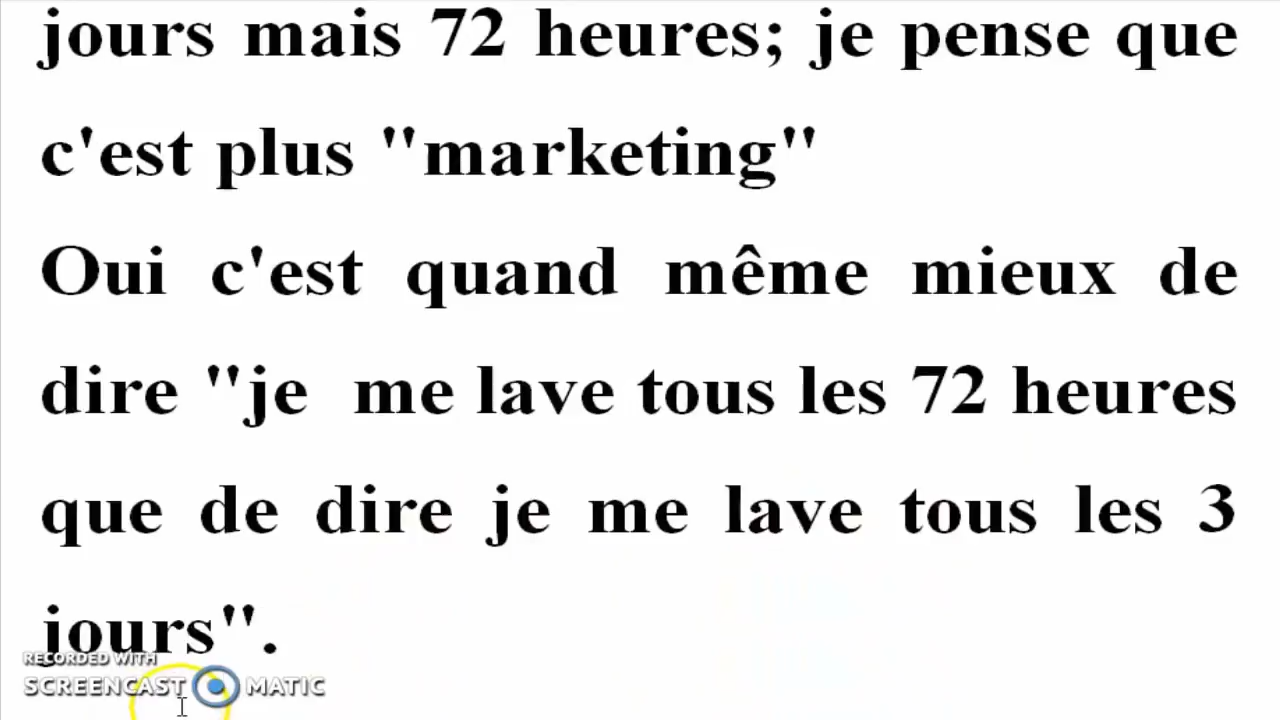 jours mais 72 heures; je pense que
c'est plus "marketing"
Oui c'est quand même mieux de
dire "je me lave tous les 72 heures
que de dire je me lave tous les 3
jours".
RECORDED WITH
SCREENCAST MATIC